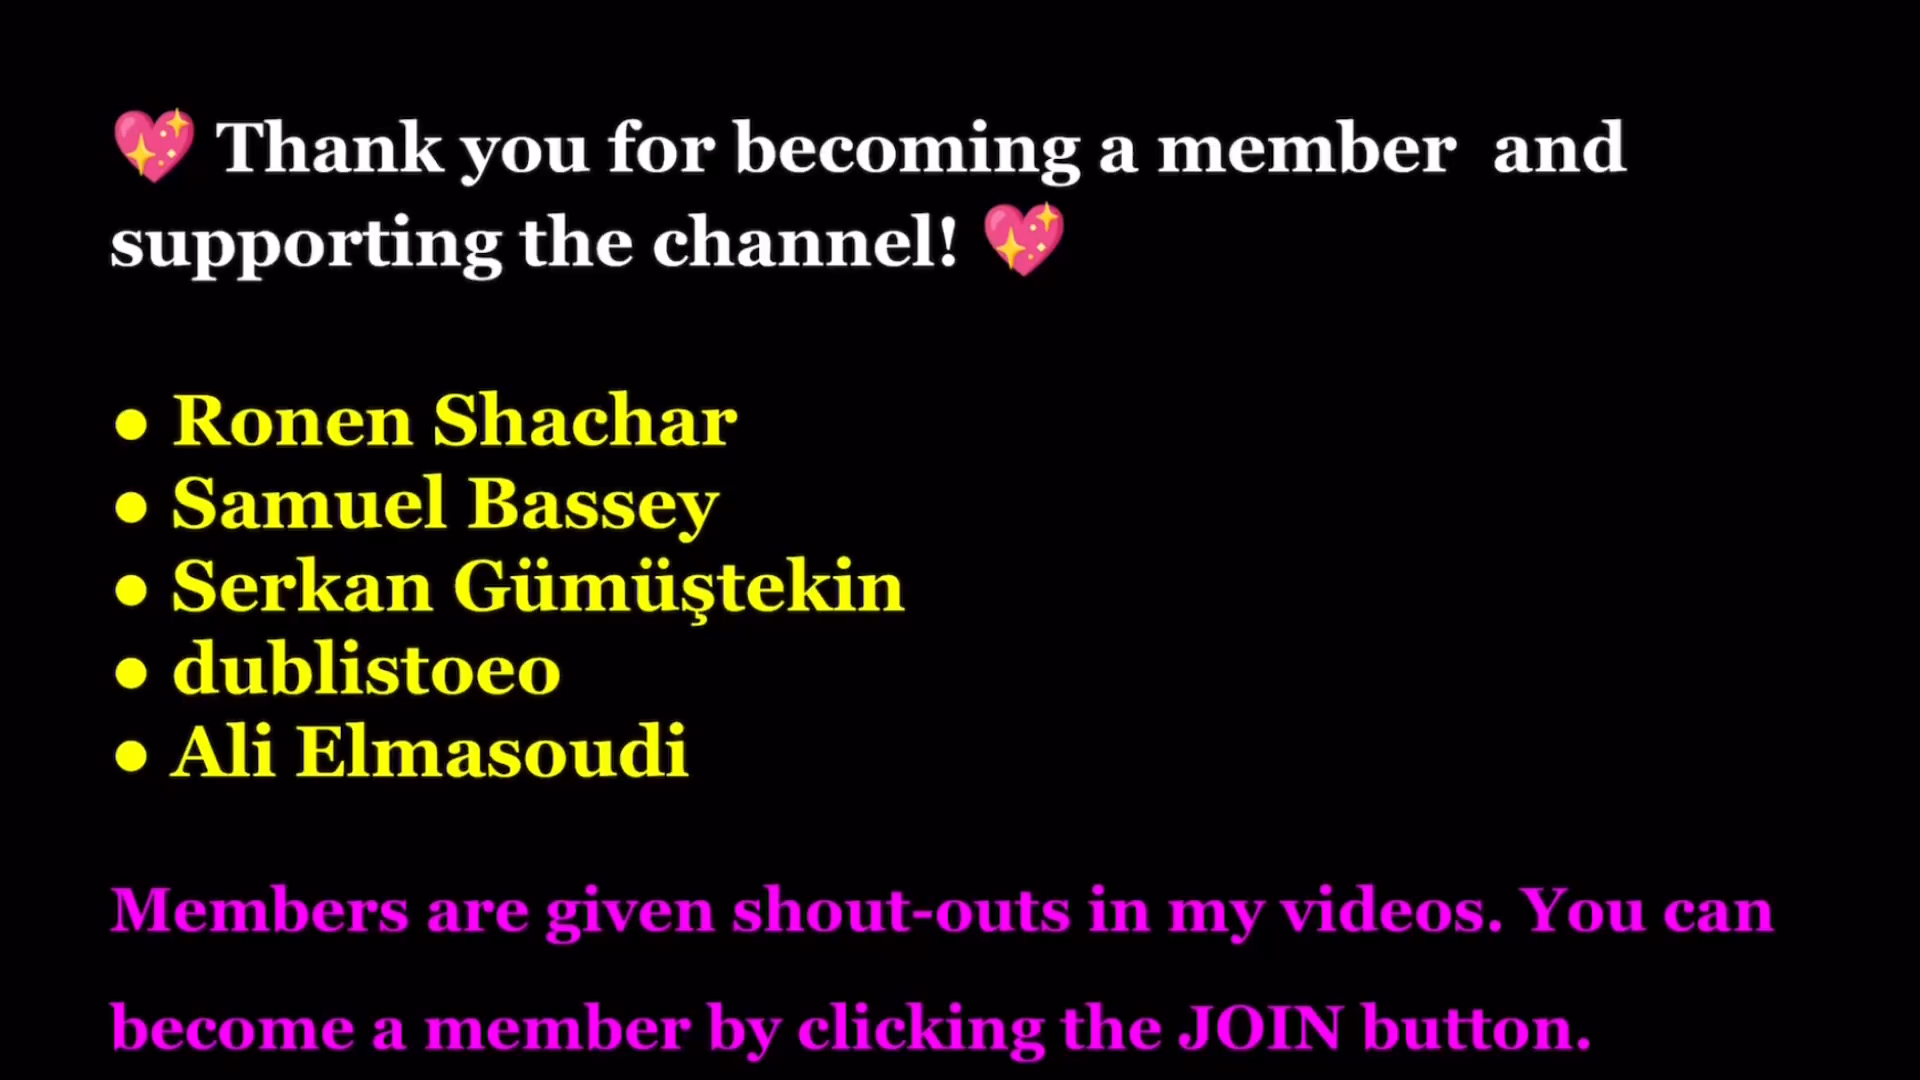 💖 Thank you for becoming a member  and
supporting the channel! 💖
● Ronen Shachar
● Samuel Bassey
● Serkan Gümüştekin
● dublistoeo
● Ali Elmasoudi
Members are given shout-outs in my videos. You can
become a member by clicking the JOIN button.